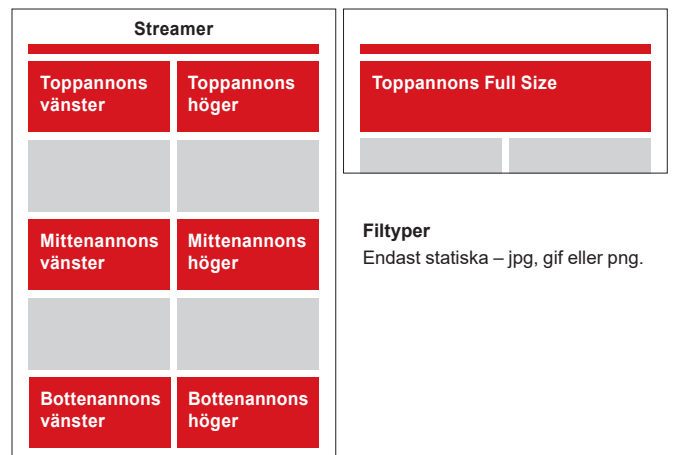 Streamer
Toppannons
vänster
Toppannons
höger
Mittenannons
vänster
Mittenannons
höger
Bottenannons
vänster
Bottenannons
höger
Toppannons Full Size
Filtyper
Endast statiska – jpg, gif eller png.